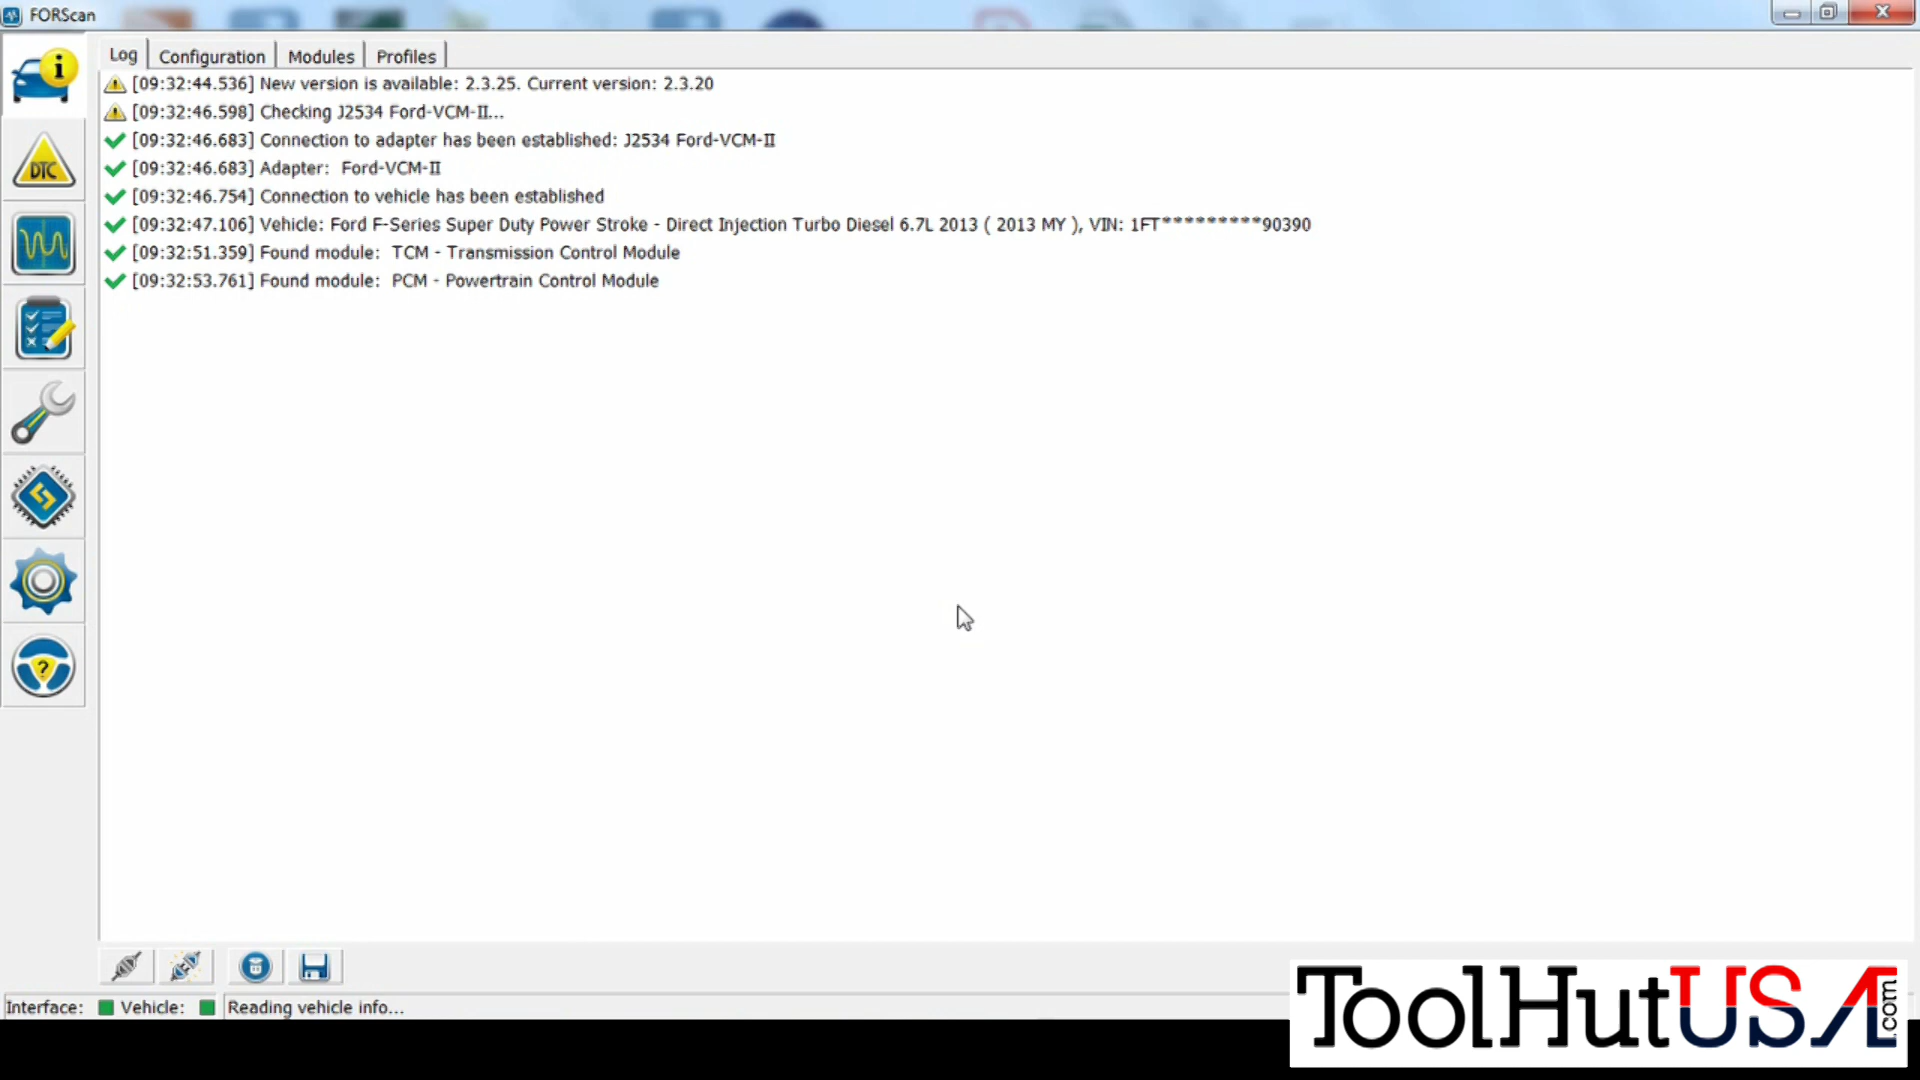 FORScan
Log
Configuration
Modules
Profiles
[09:32:44.536] New version is available: 2.3.25. Current version: 2.3.20
[09:32:46.598] Checking J2534 Ford-VCM-II...
[09:32:46.683] Connection to adapter has been established: J2534 Ford-VCM-II
[09:32:46.683] Adapter: Ford-VCM-II
[09:32:46.754] Connection to vehicle has been established
[09:32:47.106] Vehicle: Ford F-Series Super Duty Power Stroke - Direct Injection Turbo Diesel 6.7L 2013 ( 2013 MY ), VIN: 1FT*********90390
[09:32:51.359] Found module: TCM - Transmission Control Module
[09:32:53.761] Found module: PCM - Powertrain Control Module
DTC
Interface: Vehicle: Reading vehicle info...
ToolHutUSA.com